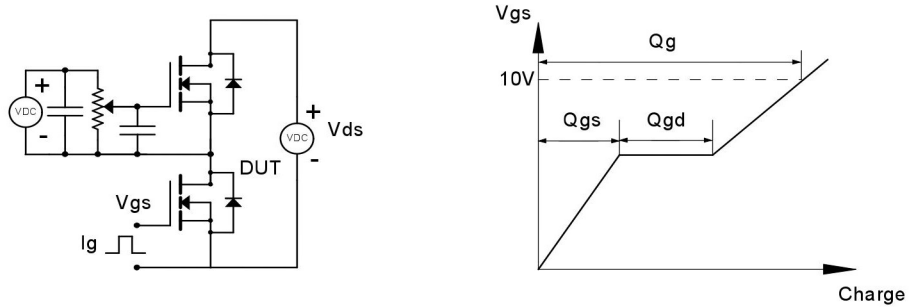 +
VDC
-
+
VDC
-
Vds
DUT
Vgs
Ig
Vgs
Qg
10V
Qgs
Qgd
Charge